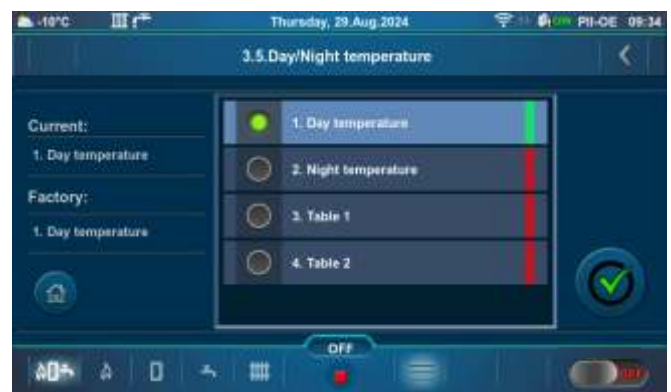 -10°C Thursday, 29.Aug.2024 PII-OE 09:34
3.5.Day/Night temperature
Current:
1. Day temperature
Factory:
1. Day temperature
1. Day temperature
2. Night temperature
3. Table 1
4. Table 2
OFF
OFF